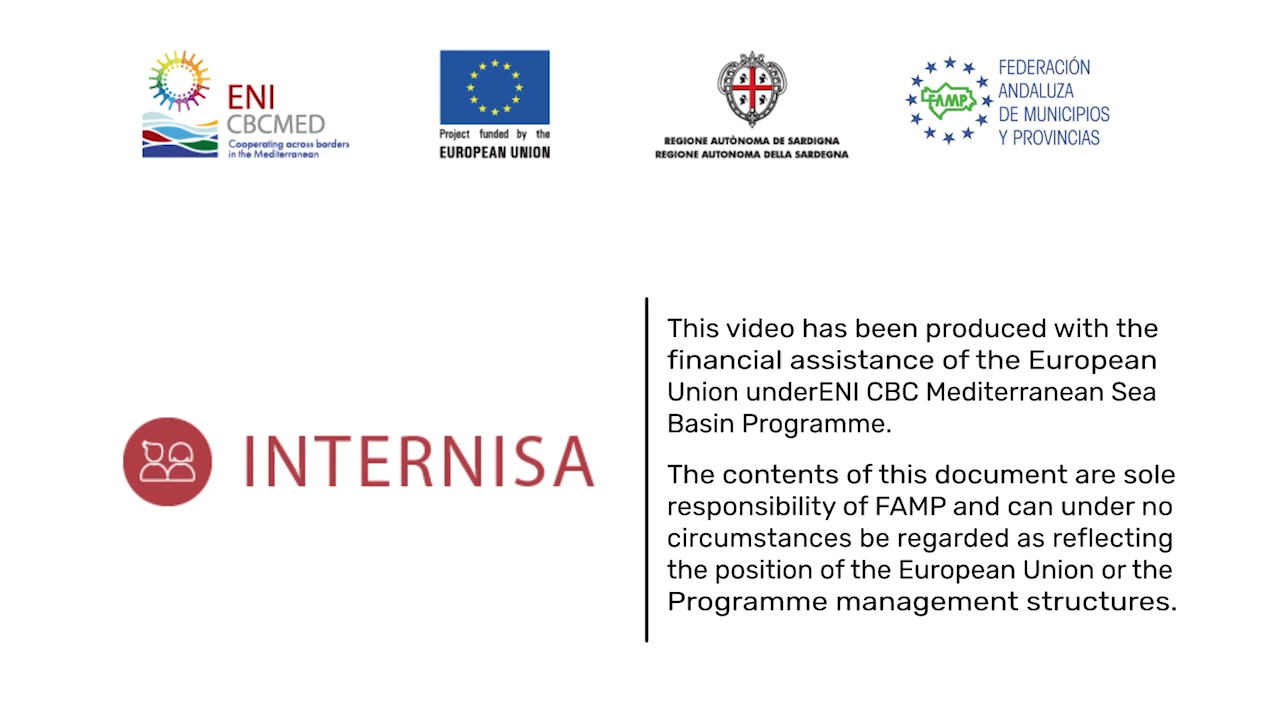 ENI
CBCMED
Cooperating across borders
in the Mediterranean
Project funded by the
EUROPEAN UNION
REGIONE AUTÒNOMA DE SARDIGNA
REGIONE AUTONOMA DELLA SARDEGNA
FAMP
FEDERACIÓN
ANDALUZA
DE MUNICIPIOS
Y PROVINCIAS
INTERNISA
This video has been produced with the
financial assistance of the European
Union underENI CBC Mediterranean Sea
Basin Programme.
The contents of this document are sole
responsibility of FAMP and can under no
circumstances be regarded as reflecting
the position of the European Union or the
Programme management structures.